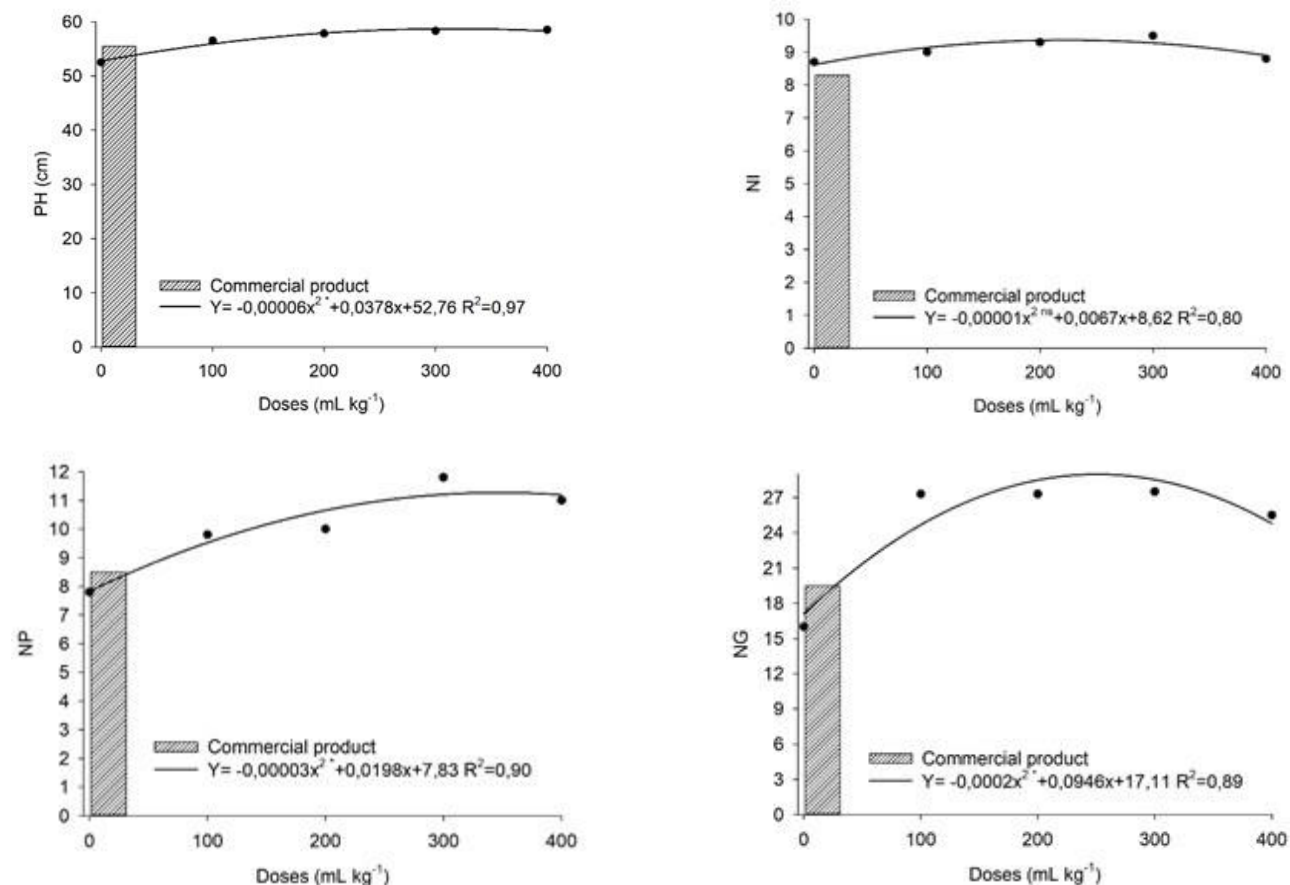 60
50
40
30
20
10
0
PH (cm)
Commercial product
Y= -0,00006x² *+0,0378x+52,76 R²=0,97
0 100 200 300 400
Doses (mL kg⁻¹)
10
9
8
7
6
5
4
3
2
1
0
NI
Commercial product
Y= -0,00001x² ⁿˢ+0,0067x+8,62 R²=0,80
0 100 200 300 400
Doses (mL kg⁻¹)
12
11
10
9
8
7
6
5
4
3
2
1
0
NP
Commercial product
Y= -0,00003x² *+0,0198x+7,83 R²=0,90
0 100 200 300 400
Doses (mL kg⁻¹)
27
24
21
18
15
12
9
6
3
0
NG
Commercial product
Y= -0,0002x² *+0,0946x+17,11 R²=0,89
0 100 200 300 400
Doses (mL kg⁻¹)